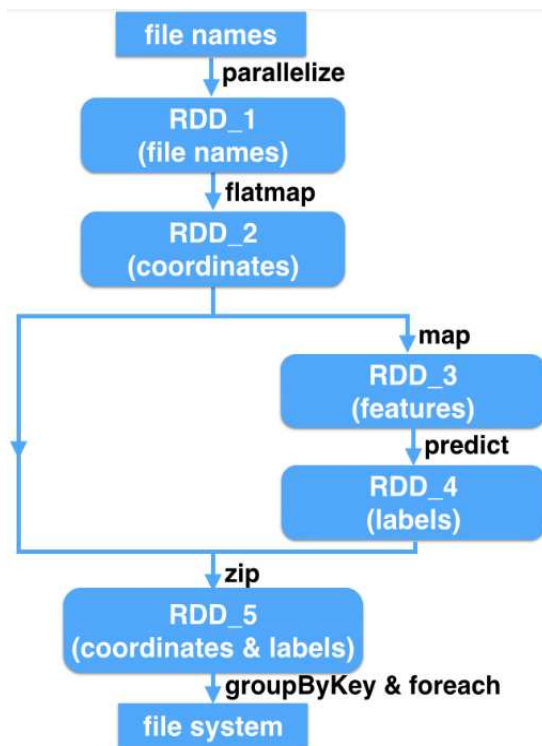 file names
parallelize
RDD_1
(file names)
flatmap
RDD_2
(coordinates)
map
RDD_3
(features)
predict
RDD_4
(labels)
zip
RDD_5
(coordinates & labels)
groupByKey & foreach
file system